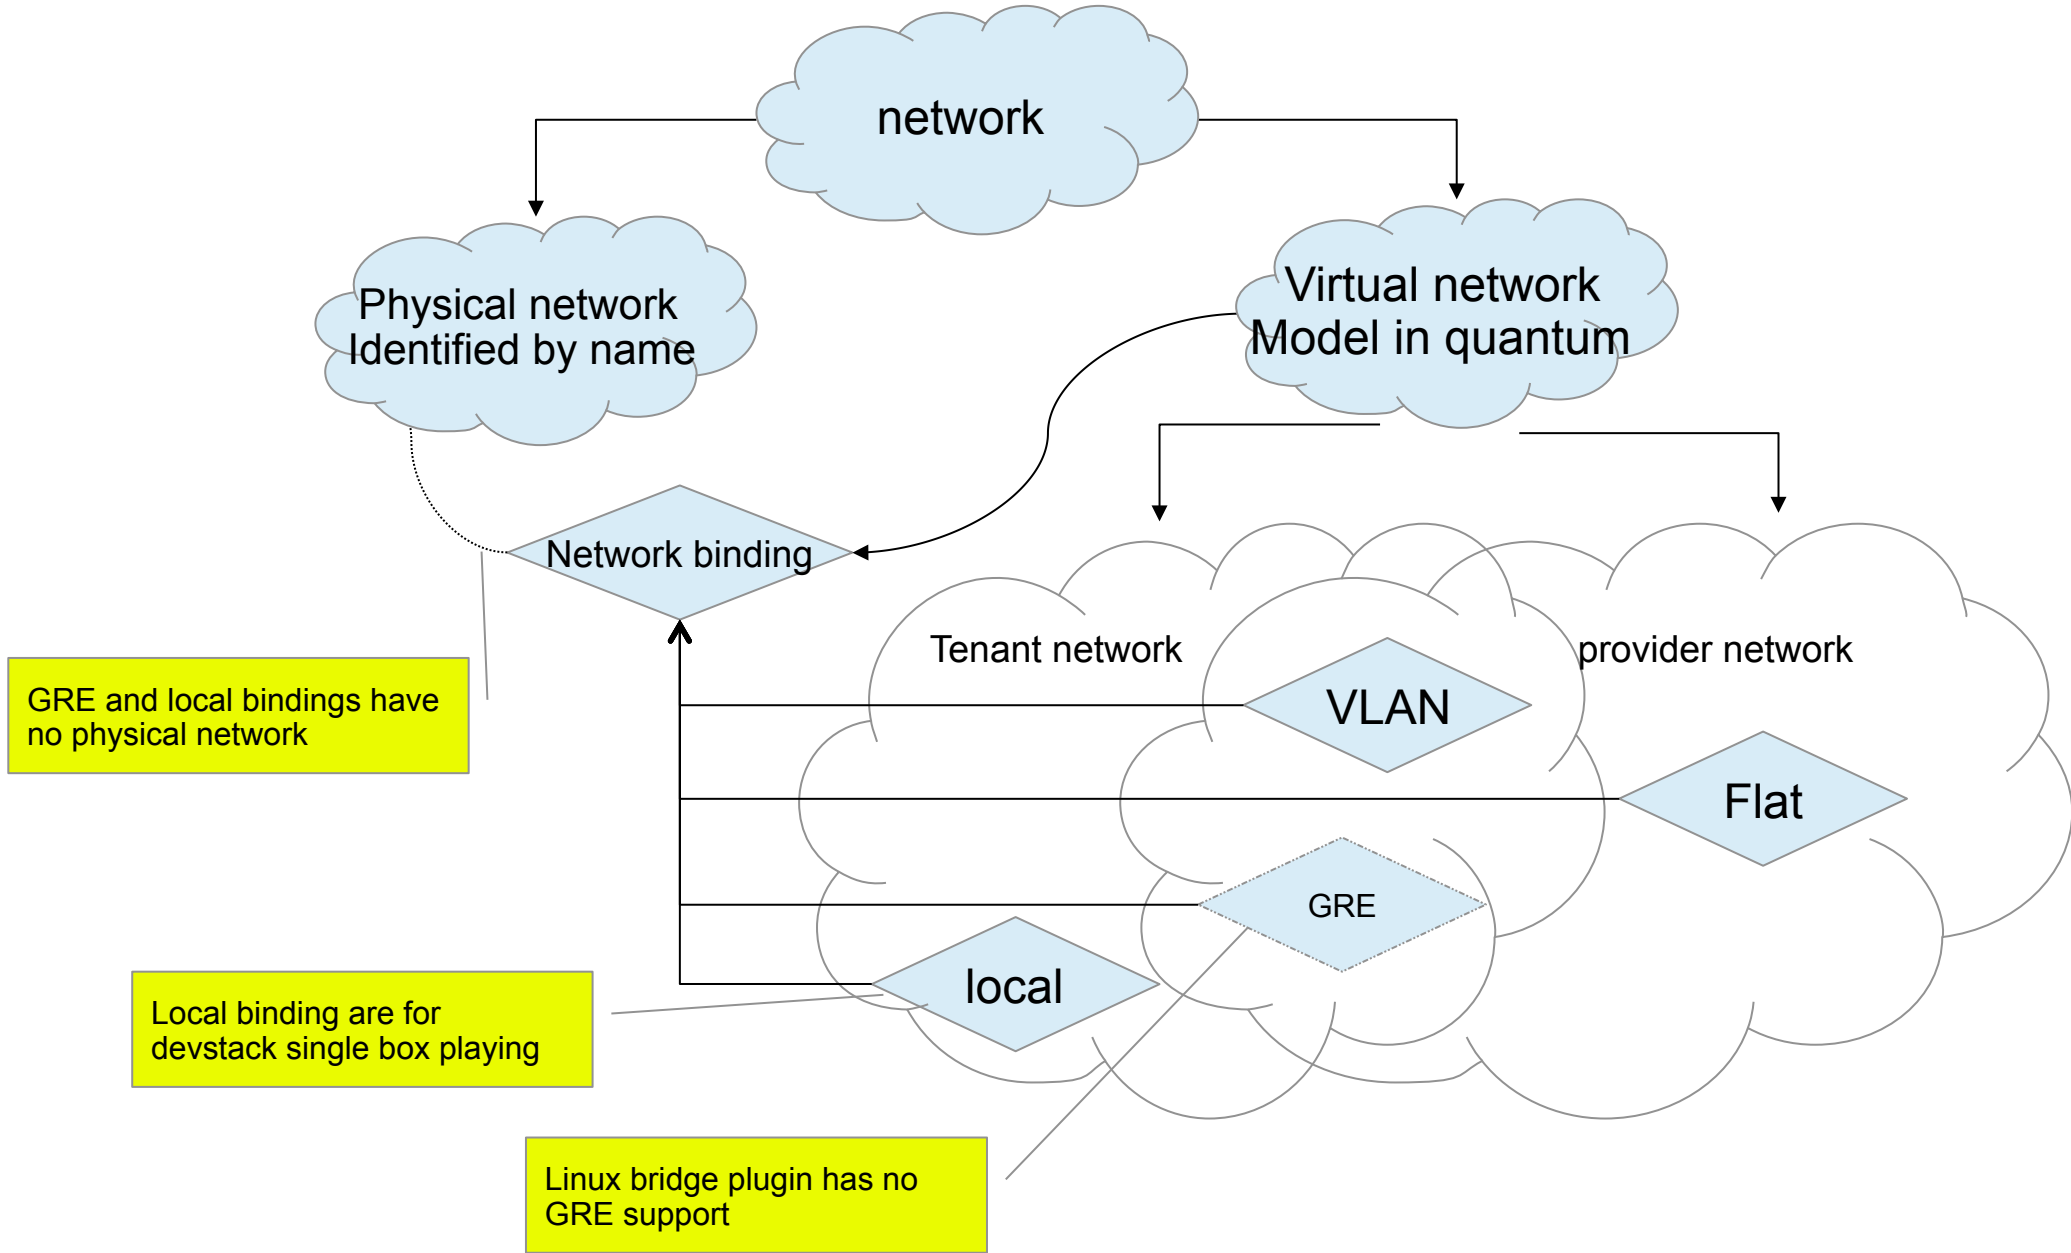 network
Physical network
Identified by name
Virtual network
Model in quantum
Network binding
Tenant network
provider network
VLAN
GRE and local bindings have
no physical network
Flat
GRE
local
Local binding are for
devstack single box playing
Linux bridge plugin has no
GRE support